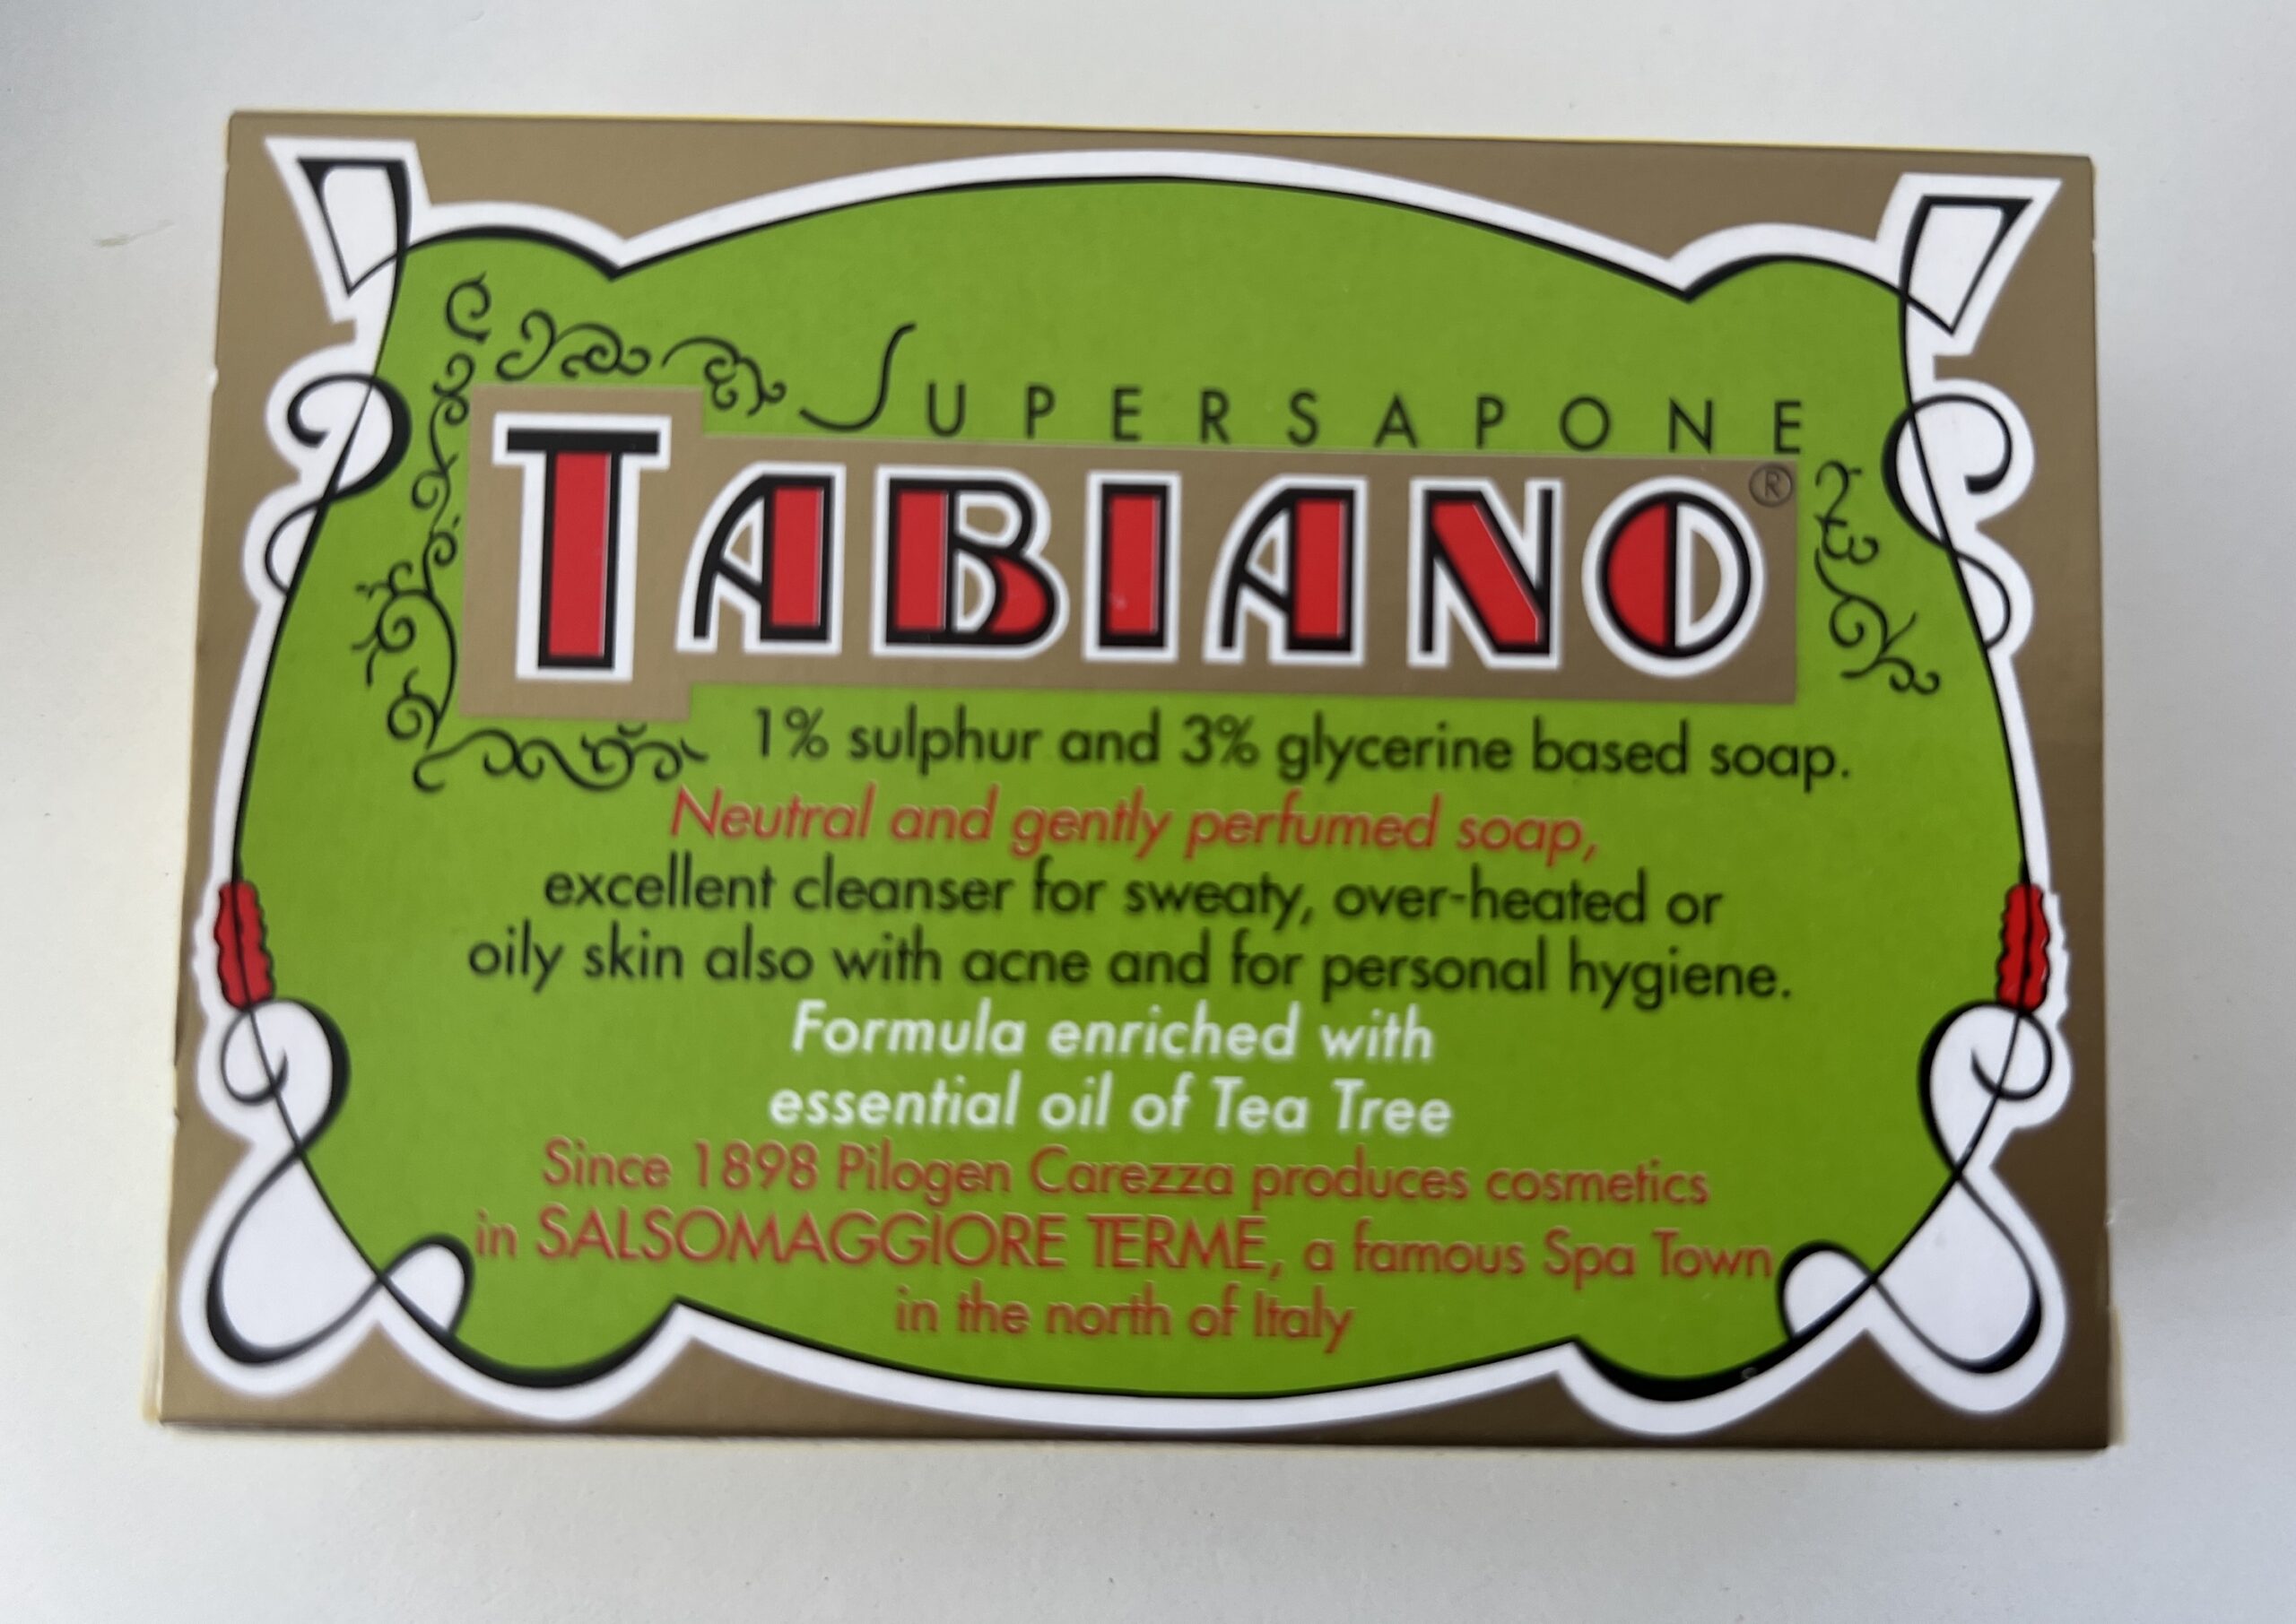 SUPERSAPONE
TABIANO®
1% sulphur and 3% glycerine based soap.
Neutral and gently perfumed soap,
excellent cleanser for sweaty, over-heated or
oily skin also with acne and for personal hygiene.
Formula enriched with
essential oil of Tea Tree
Since 1898 Pilogen Carezza produces cosmetics
in SALSOMAGGIORE TERME, a famous Spa Town
in the north of Italy